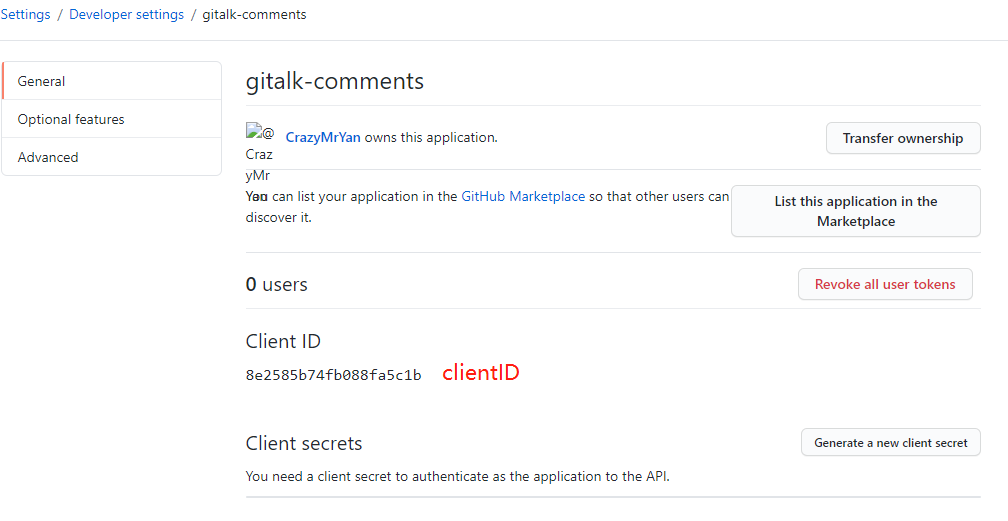 Settings / Developer settings / gitalk-comments
General
Optional features
Advanced
gitalk-comments
@CrazyMrYan
CrazyMrYan owns this application.
Transfer ownership
You can list your application in the GitHub Marketplace so that other users can
discover it.
List this application in the
Marketplace
0 users
Revoke all user tokens
Client ID
8e2585b74fb088fa5c1b clientID
Client secrets
Generate a new client secret
You need a client secret to authenticate as the application to the API.